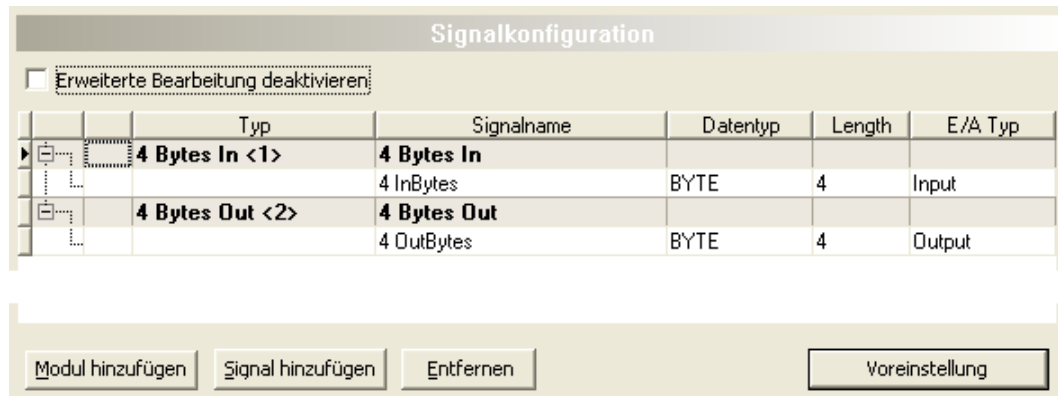 Signalkonfiguration
Erweiterte Bearbeitung deaktivieren
Typ Signalname Datentyp Length E/A Typ
4 Bytes In <1> 4 Bytes In
4 InBytes BYTE 4 Input
4 Bytes Out <2> 4 Bytes Out
4 OutBytes BYTE 4 Output
Modul hinzufügen Signal hinzufügen Entfernen Voreinstellung